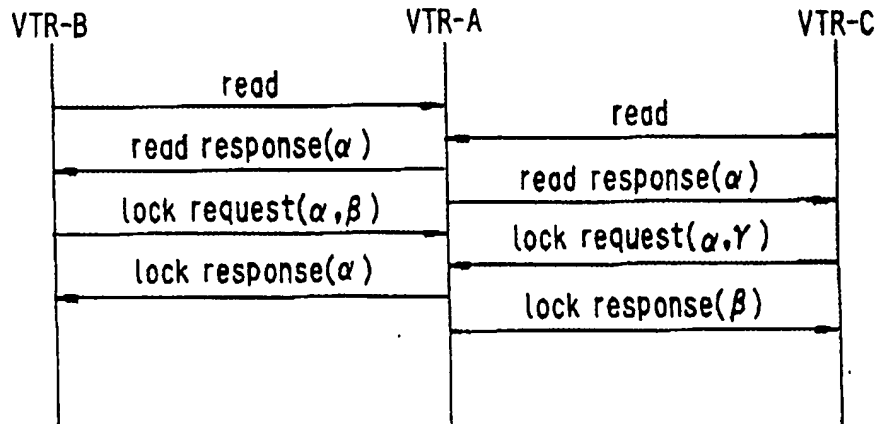 VTR-B VTR-A VTR-C
read
read
read response(α)
read response(α)
lock request(α,β)
lock request(α,γ)
lock response(α)
lock response(β)